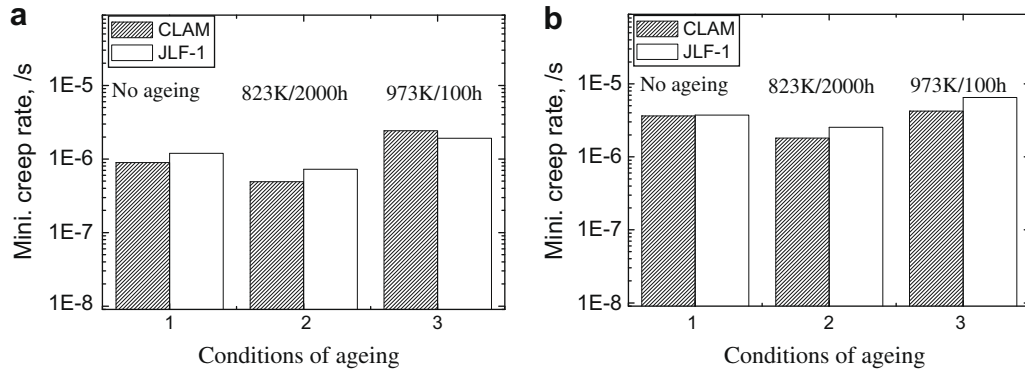 a
CLAM
JLF-1
No ageing
823K/2000h
973K/100h
1E-5
1E-6
1E-7
1E-8
Mini. creep rate, /s
1
2
3
Conditions of ageing
b
CLAM
JLF-1
No ageing
823K/2000h
973K/100h
1E-5
1E-6
1E-7
1E-8
Mini. creep rate, /s
1
2
3
Conditions of ageing